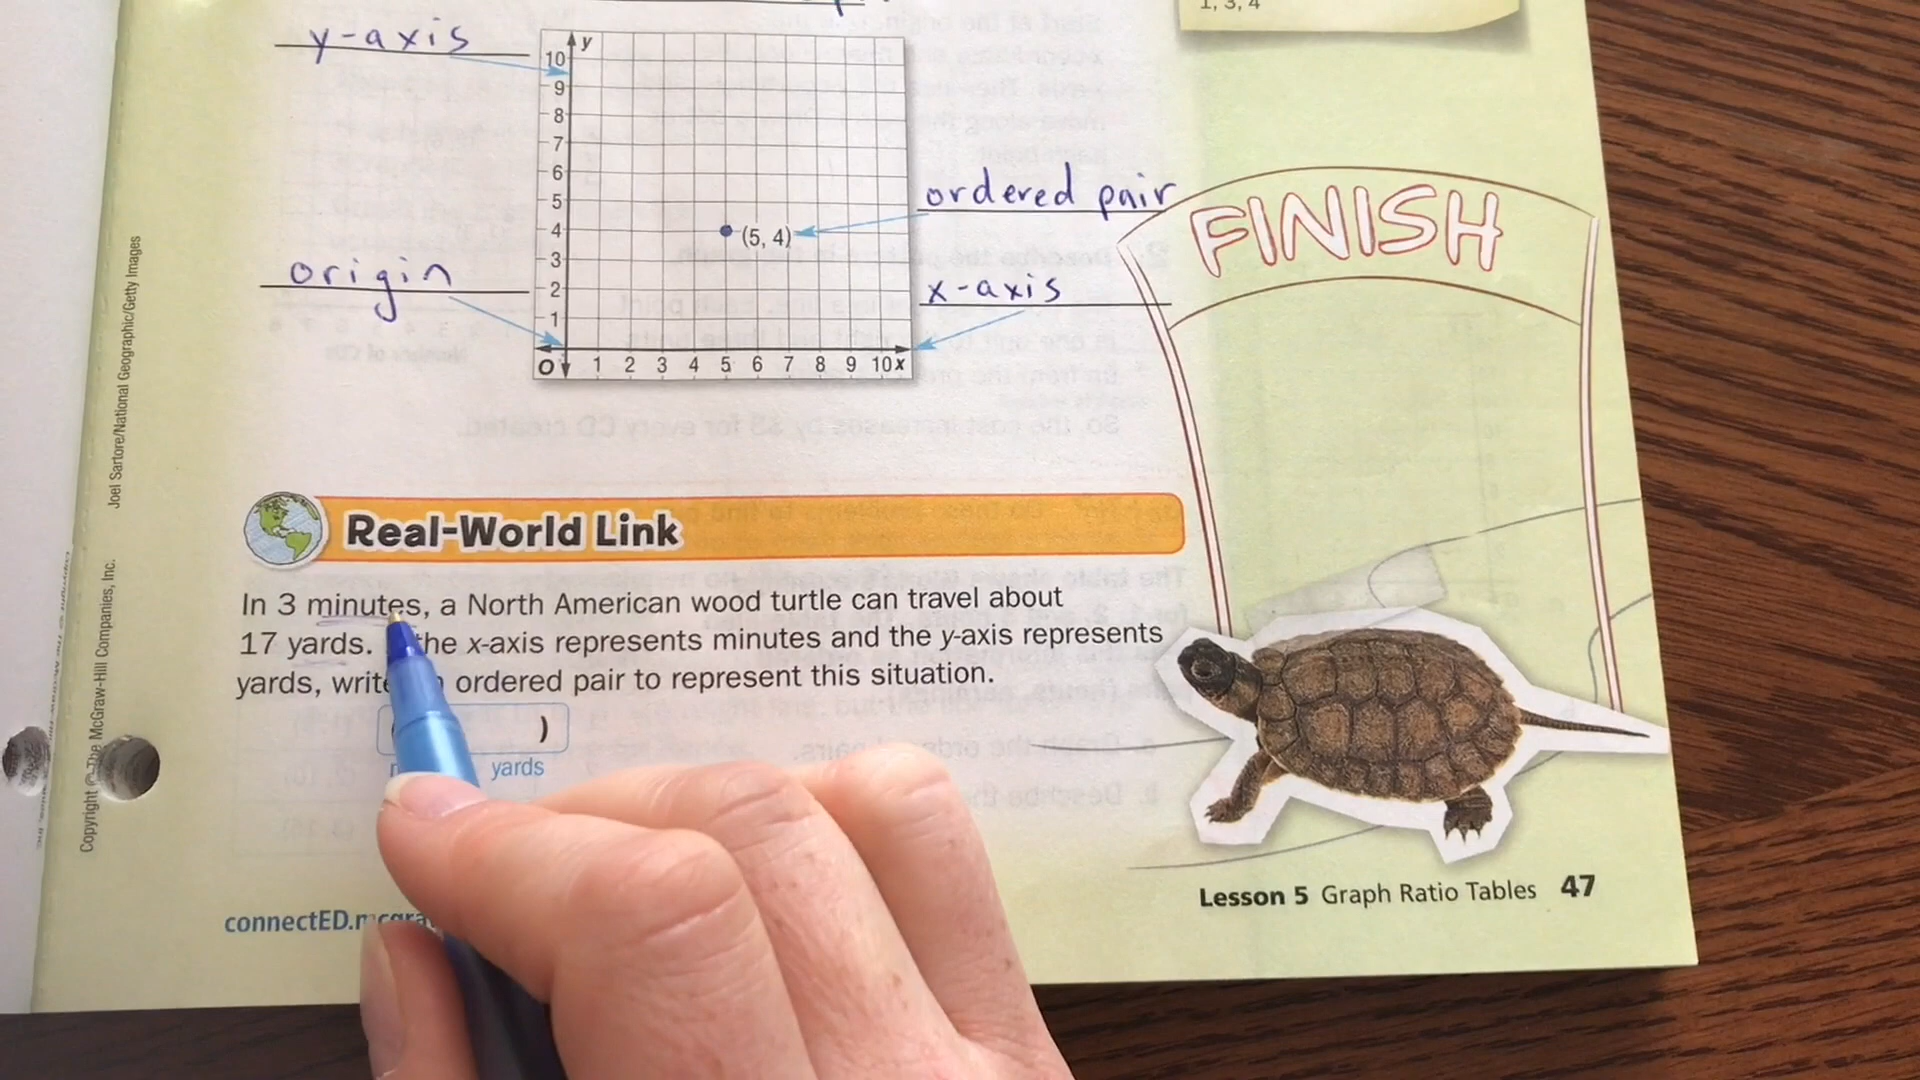 1, 3, 4
y-axis
y
10
9
8
7
6
5
4
3
2
1
O 1 2 3 4 5 6 7 8 9 10 x
(5, 4)
ordered pair
origin
x-axis
FINISH
Real-World Link
In 3 minutes, a North American wood turtle can travel about
17 yards. the x-axis represents minutes and the y-axis represents
yards, write ordered pair to represent this situation.
)
yards
connectED.mcgra
Lesson 5 Graph Ratio Tables 47
Copyright © The McGraw-Hill Companies, Inc. Joel Sartore/National Geographic/Getty Images